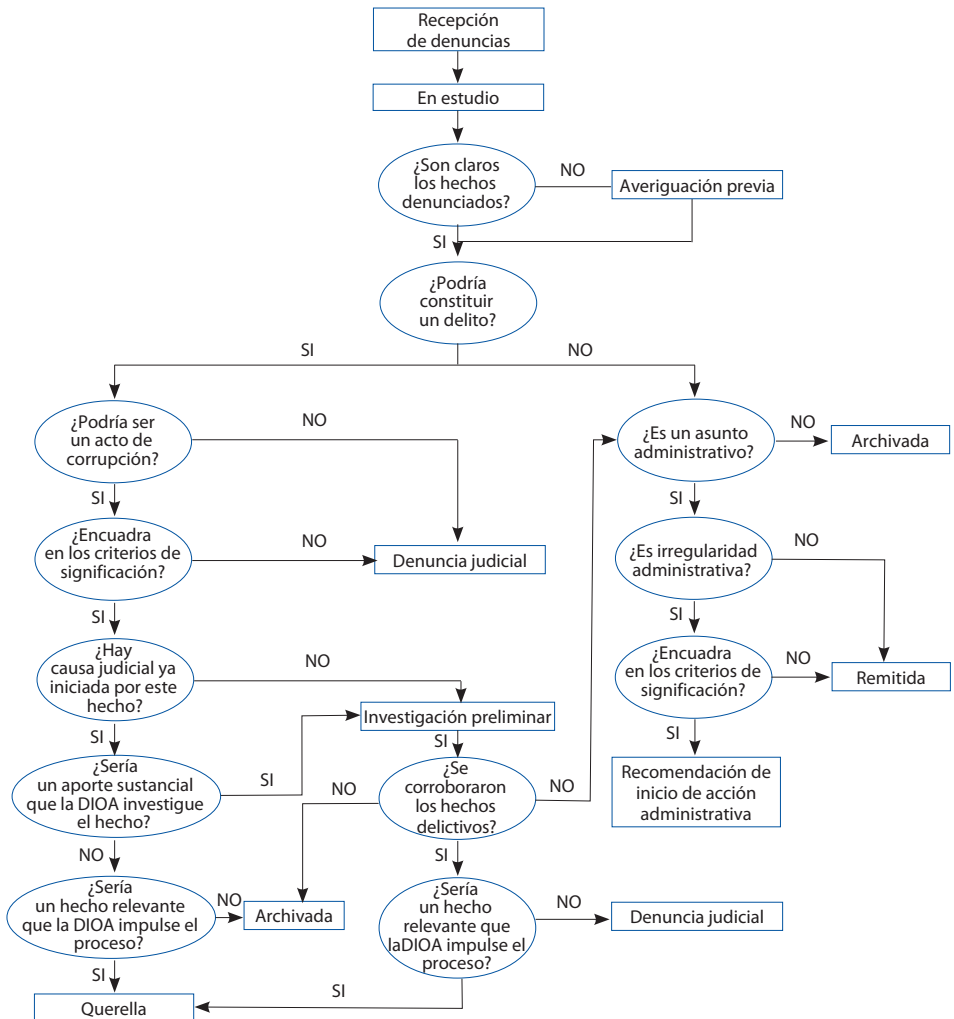 Recepción
de denuncias
En estudio
¿Son claros
los hechos
denunciados?
NO
Averiguación previa
SI
¿Podría
constituir
un delito?
SI
NO
¿Podría ser
un acto de
corrupción?
NO
¿Es un asunto
administrativo?
NO
Archivada
SI
SI
¿Encuadra
en los criterios de
significación?
NO
Denuncia judicial
¿Es irregularidad
administrativa?
NO
SI
SI
¿Hay
causa judicial ya
iniciada por este
hecho?
NO
¿Encuadra
en los criterios de
significación?
NO
Remitida
Investigación preliminar
SI
SI
SI
¿Sería
un aporte sustancial
que la DIOA investigue
el hecho?
SI
NO
¿Se
corroboraron
los hechos
delictivos?
NO
Recomendación de
inicio de acción
administrativa
NO
SI
¿Sería
un hecho relevante
que la DIOA impulse el
proceso?
NO
Archivada
¿Sería
un hecho
relevante que
laDIOA impulse el
proceso?
NO
Denuncia judicial
SI
SI
Querella